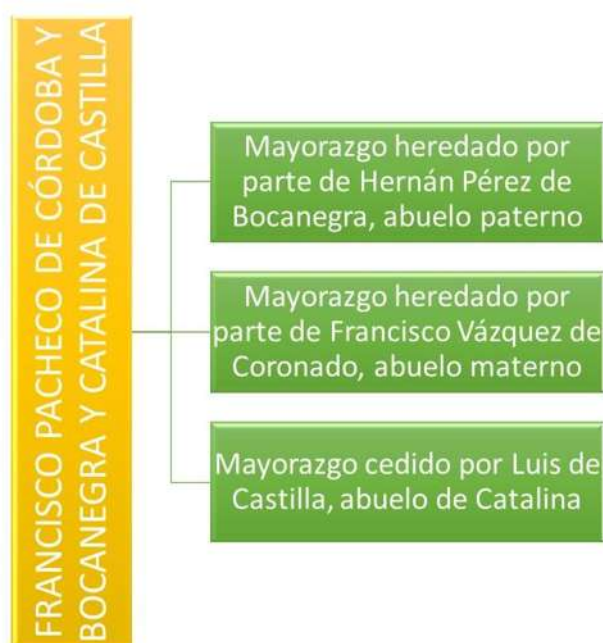 FRANCISCO PACHECO DE CÓRDOBA Y
BOCANEGRA Y CATALINA DE CASTILLA
Mayorazgo heredado por
parte de Hernán Pérez de
Bocanegra, abuelo paterno
Mayorazgo heredado por
parte de Francisco Vázquez de
Coronado, abuelo materno
Mayorazgo cedido por Luis de
Castilla, abuelo de Catalina